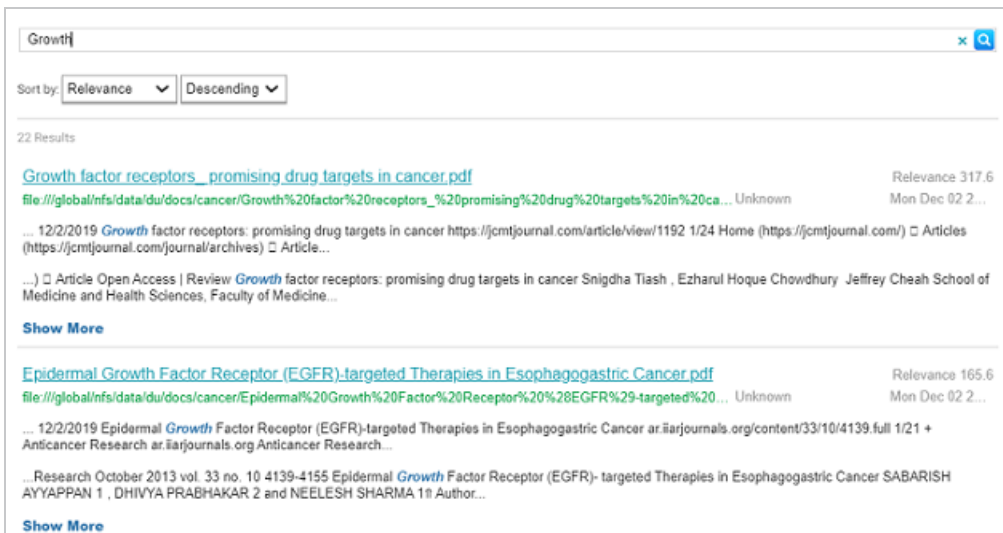 Growth
Sort by: Relevance Descending
22 Results
Growth factor receptors_ promising drug targets in cancer.pdf Relevance 317.6
file:///global/nfs/data/du/docs/cancer/Growth%20factor%20receptors_%20promising%20drug%20targets%20in%20ca... Unknown Mon Dec 02 2...
... 12/2/2019 Growth factor receptors: promising drug targets in cancer https://jcmtjournal.com/article/view/1192 1/24 Home (https://jcmtjournal.com/) □ Articles
(https://jcmtjournal.com/journal/archives) □ Article...
...) □ Article Open Access | Review Growth factor receptors: promising drug targets in cancer Snigdha Tiash , Ezharul Hoque Chowdhury Jeffrey Cheah School of
Medicine and Health Sciences, Faculty of Medicine...
Show More
Epidermal Growth Factor Receptor (EGFR)-targeted Therapies in Esophagogastric Cancer.pdf Relevance 165.6
file:///global/nfs/data/du/docs/cancer/Epidermal%20Growth%20Factor%20Receptor%20%28EGFR%29-targeted%20... Unknown Mon Dec 02 2...
... 12/2/2019 Epidermal Growth Factor Receptor (EGFR)-targeted Therapies in Esophagogastric Cancer ar.iiarjournals.org/content/33/10/4139.full 1/21 +
Anticancer Research ar.iiarjournals.org Anticancer Research...
...Research October 2013 vol. 33 no. 10 4139-4155 Epidermal Growth Factor Receptor (EGFR)- targeted Therapies in Esophagogastric Cancer SABARISH
AYYAPPAN 1 , DHIVYA PRABHAKAR 2 and NEELESH SHARMA 1⇑ Author...
Show More